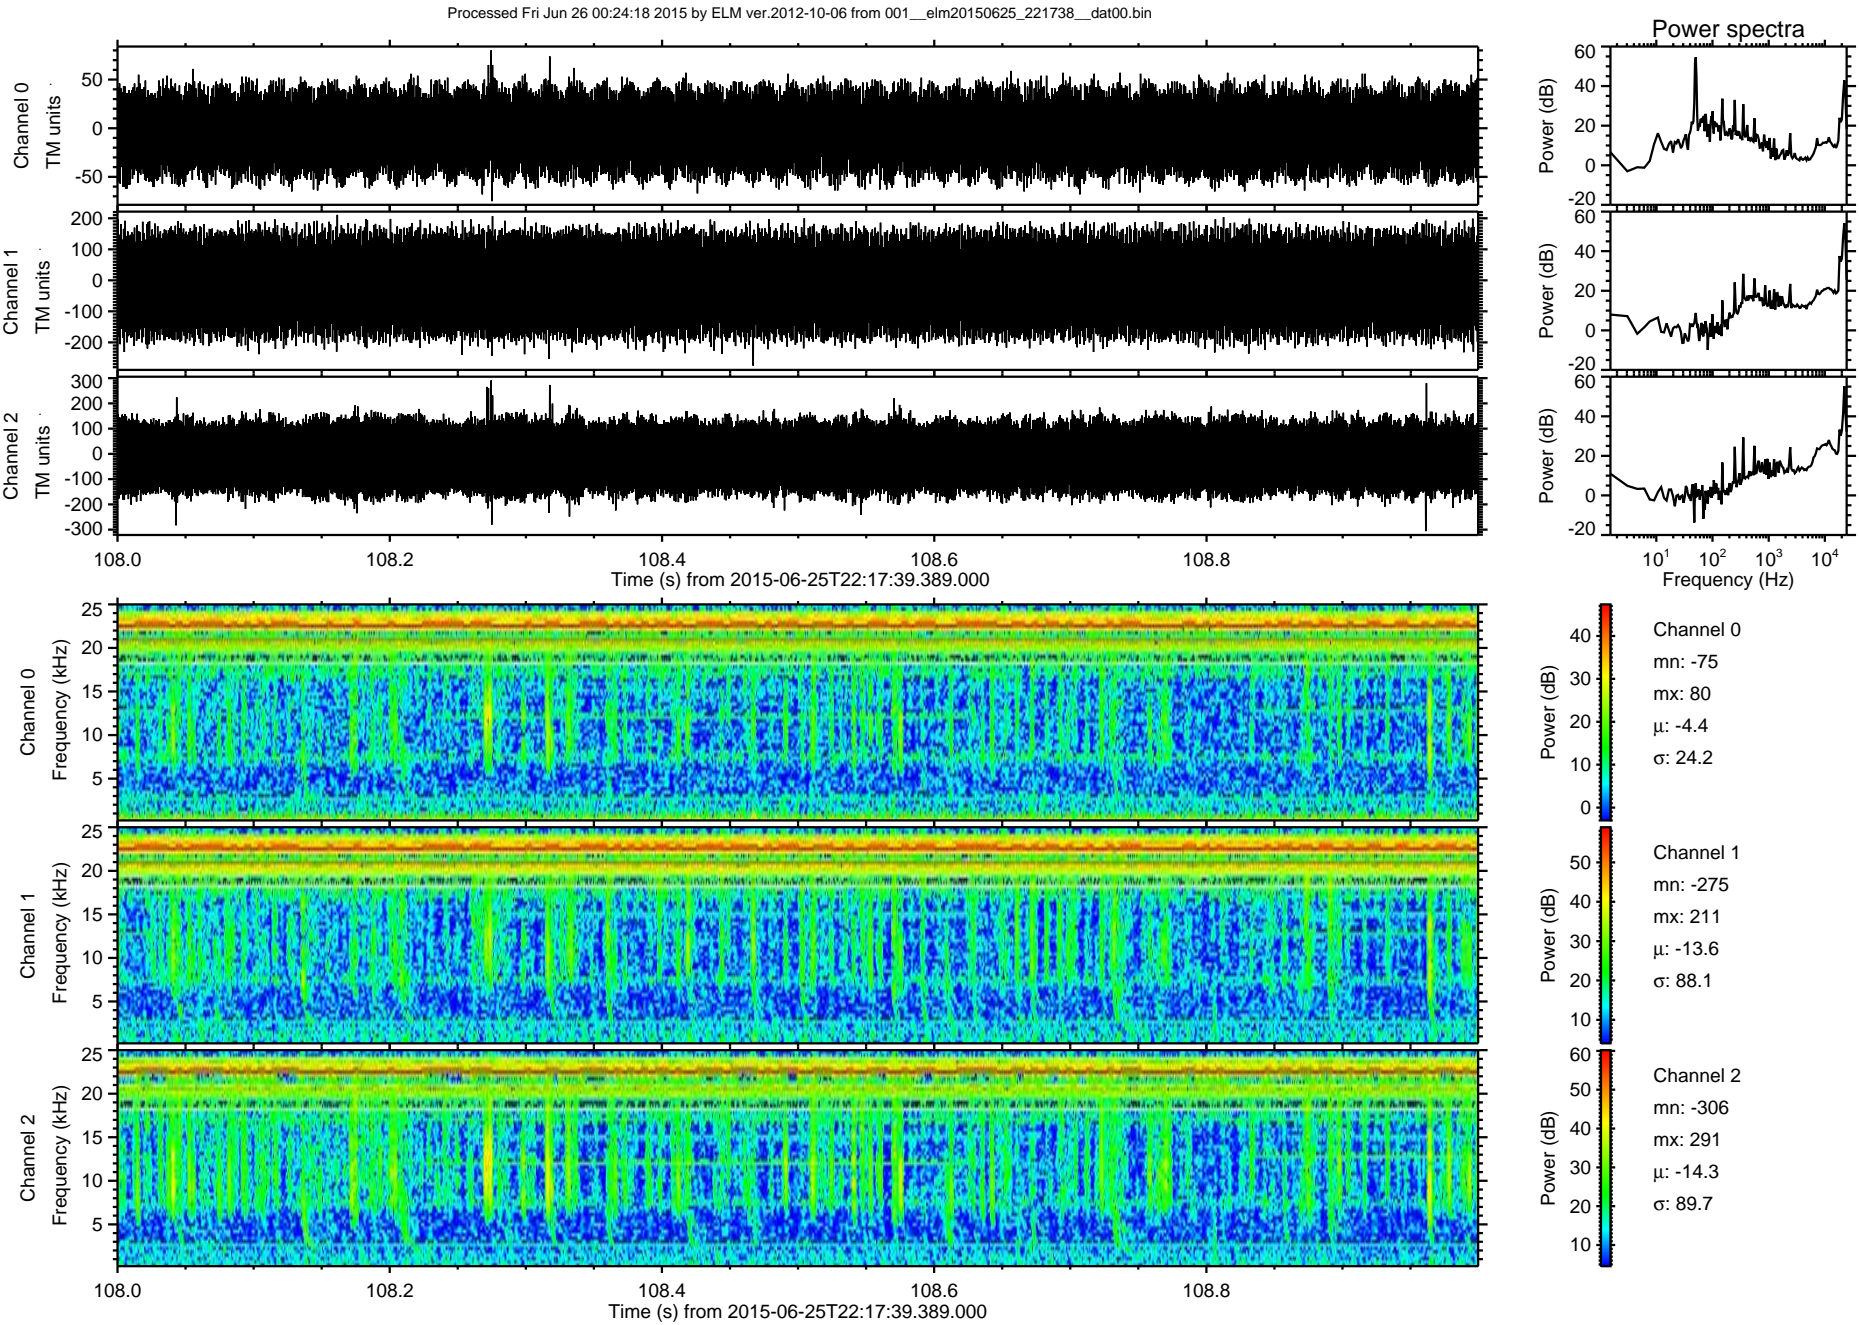 Processed Fri Jun 26 00:24:18 2015 by ELM ver.2012-10-06 from 001__elm20150625_221738__dat00.bin
Power spectra
Channel 0
TM units
50
0
-50
Power (dB)
60
40
20
0
-20
Channel 1
TM units
200
100
0
-100
-200
Power (dB)
60
40
20
0
-20
Channel 2
TM units
300
200
100
0
-100
-200
-300
Power (dB)
60
40
20
0
-20
108.0 108.2 108.4 108.6 108.8
Time (s) from 2015-06-25T22:17:39.389.000
10^1 10^2 10^3 10^4
Frequency (Hz)
Channel 0
Frequency (kHz)
25
20
15
10
5
Power (dB)
40
30
20
10
0
Channel 0
mn: -75
mx: 80
μ: -4.4
σ: 24.2
Channel 1
Frequency (kHz)
25
20
15
10
5
Power (dB)
50
40
30
20
10
Channel 1
mn: -275
mx: 211
μ: -13.6
σ: 88.1
Channel 2
Frequency (kHz)
25
20
15
10
5
Power (dB)
60
50
40
30
20
10
Channel 2
mn: -306
mx: 291
μ: -14.3
σ: 89.7
108.0 108.2 108.4 108.6 108.8
Time (s) from 2015-06-25T22:17:39.389.000